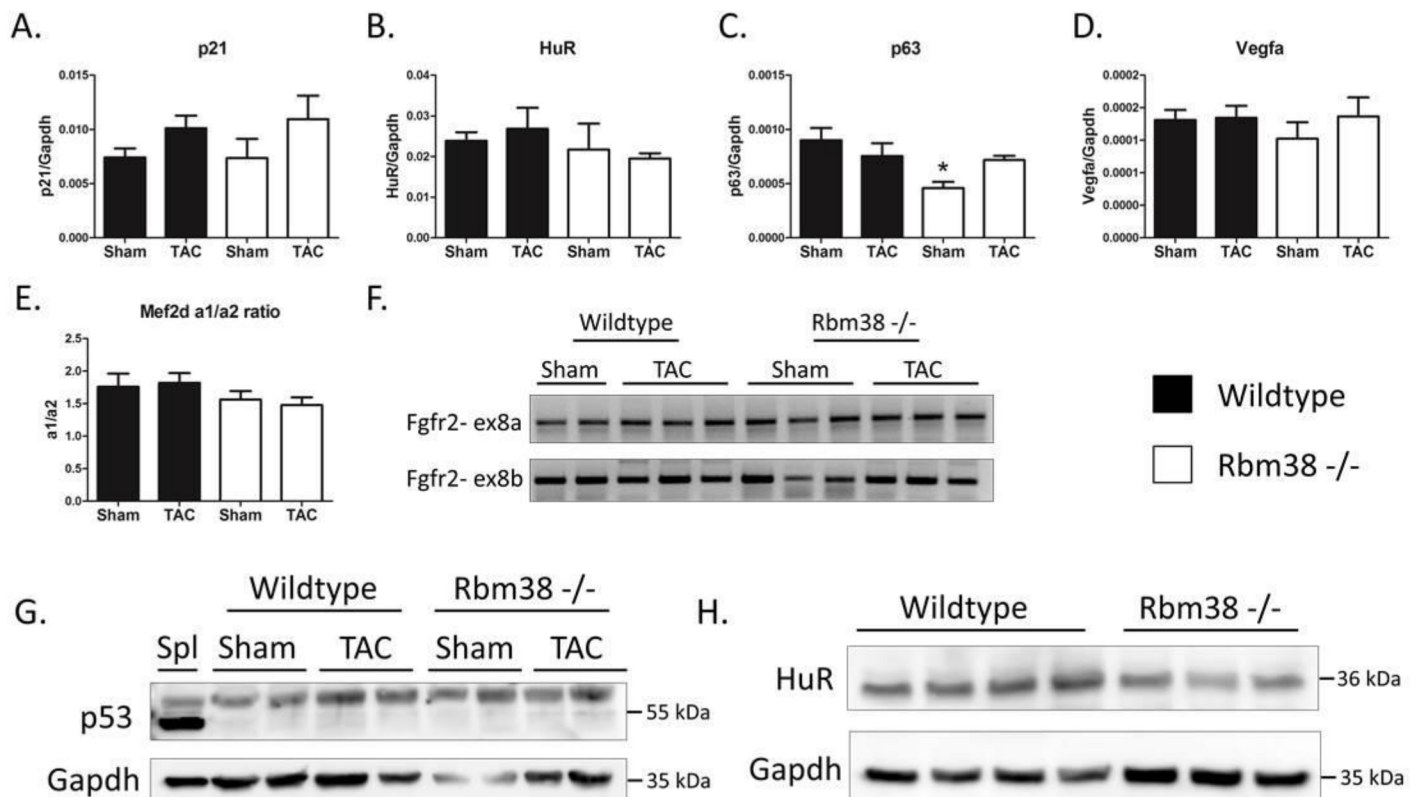 A.
p21
p21/Gapdh
0.015
0.010
0.005
0.000
Sham TAC Sham TAC
B.
HuR
HuR/Gapdh
0.04
0.03
0.02
0.01
0.00
Sham TAC Sham TAC
C.
p63
p63/Gapdh
0.0015
0.0010
0.0005
0.0000
*
Sham TAC Sham TAC
D.
Vegfa
Vegfa/Gapdh
0.0002
0.0002
0.0001
0.0001
0.0000
0.0000
Sham TAC Sham TAC
E.
Mef2d a1/a2 ratio
a1/a2
2.5
2.0
1.5
1.0
0.5
0.0
Sham TAC Sham TAC
F.
Wildtype Rbm38 -/-
Sham TAC Sham TAC
Fgfr2- ex8a
Fgfr2- ex8b
Wildtype
Rbm38 -/-
G.
Wildtype Rbm38 -/-
Spl Sham TAC Sham TAC
p53
55 kDa
Gapdh
35 kDa
H.
Wildtype Rbm38 -/-
HuR
36 kDa
Gapdh
35 kDa